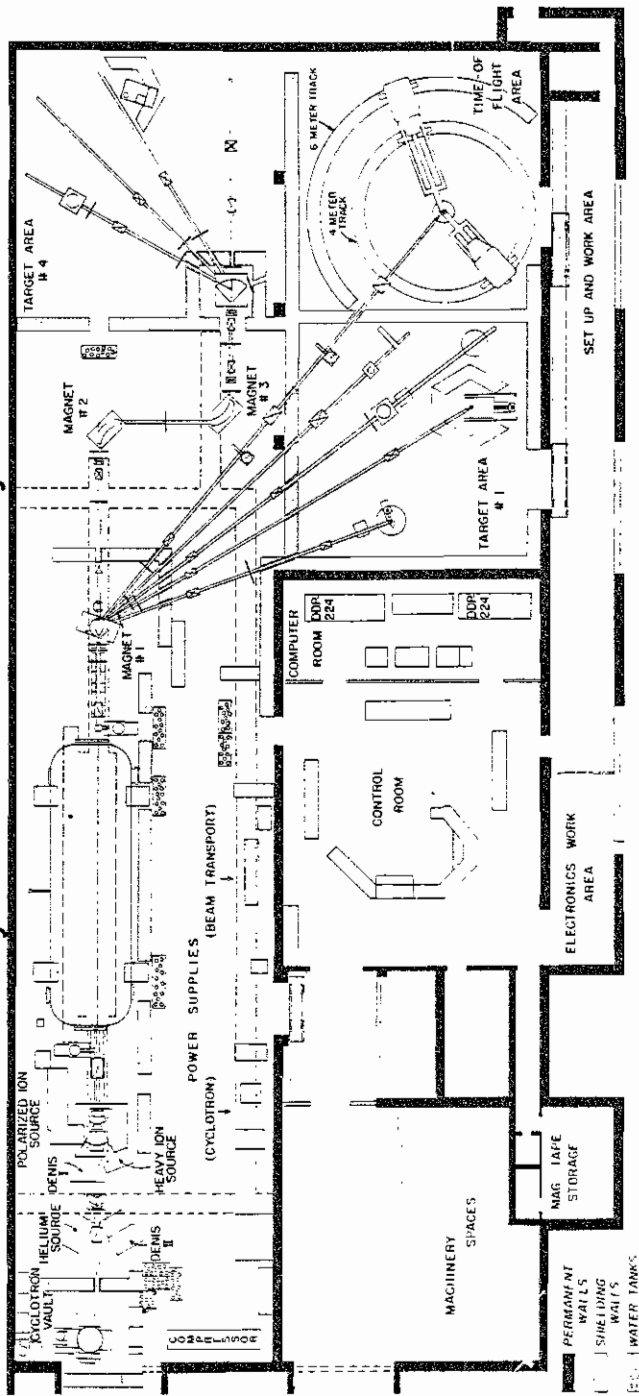 TARGET AREA
# 4
MAGNET
# 2
MAGNET
# 3
6 METER TRACK
4 METER
TRACK
TIME-OF
FLIGHT
AREA
SET UP AND WORK AREA
TARGET AREA
# 1
MAGNET
# 1
COMPUTER
ROOM
DDP
224
DDP
224
CONTROL
ROOM
ELECTRONICS WORK
AREA
POWER SUPPLIES
(BEAM TRANSPORT)
(CYCLOTRON)
POLARIZED ION
SOURCE
DENIS
I
HEAVY ION
SOURCE
HELIUM
SOURCE
DENIS
II
CYCLOTRON
VAULT
COMPRESSOR
MACHINERY
SPACES
MAG TAPE
STORAGE
PERMANENT
WALLS
SHIELDING
WALLS
WATER TANKS